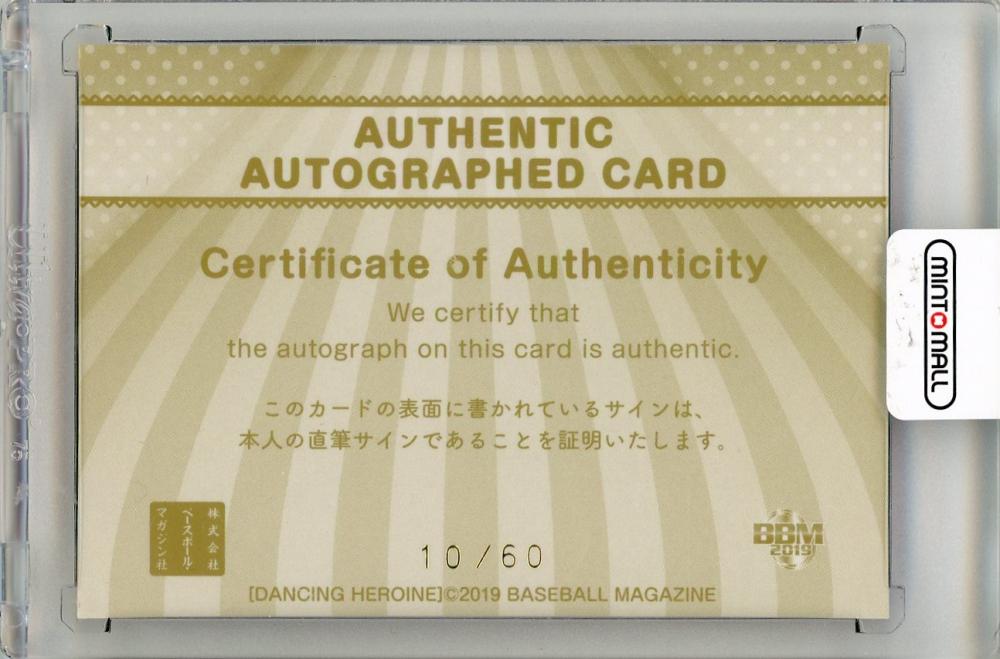 AUTHENTIC
AUTOGRAPHED CARD
Certificate of Authenticity
We certify that
the autograph on this card is authentic.
このカードの表面に書かれているサインは、
本人の直筆サインであることを証明いたします。
株式会社
ベースボール・
マガジン社
10/60
BBM
2019
[DANCING HEROINE]©2019 BASEBALL MAGAZINE
MINT MALL